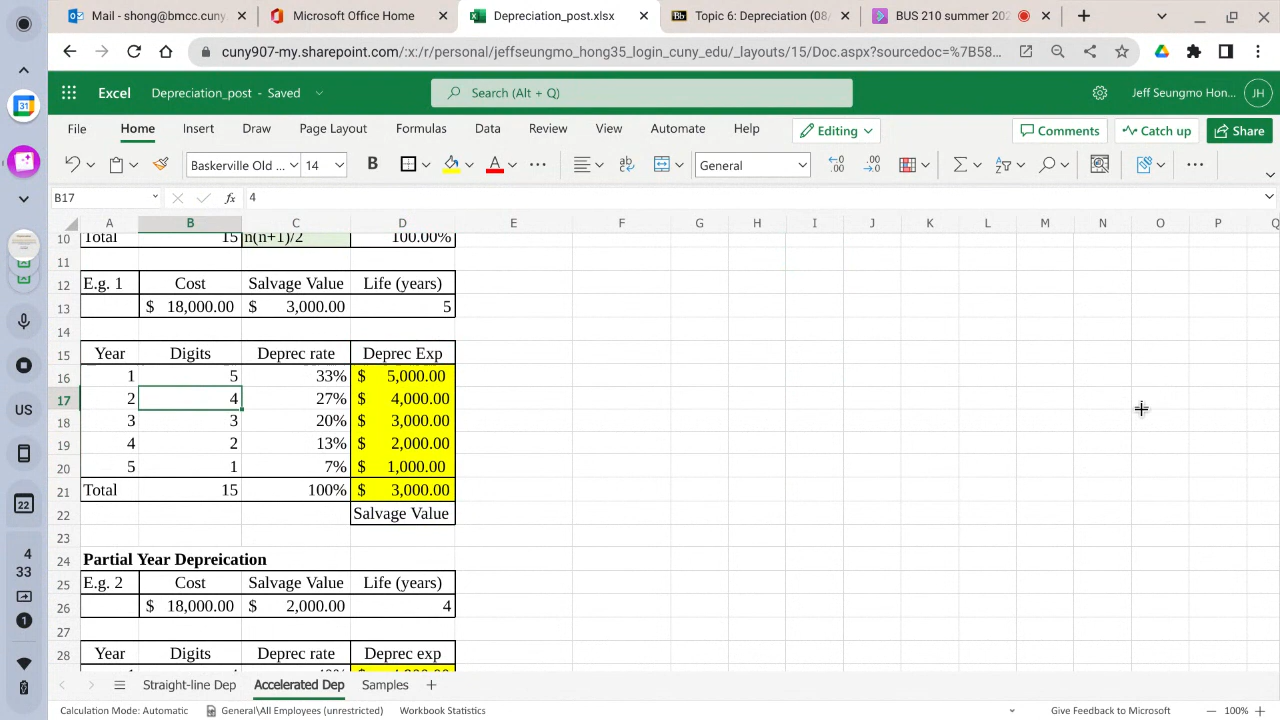 Mail - shong@bmcc.cuny Microsoft Office Home Depreciation_post.xlsx Topic 6: Depreciation (08/ BUS 210 summer 202
cuny907-my.sharepoint.com/:x:/r/personal/jeffseungmo_hong35_login_cuny_edu/_layouts/15/Doc.aspx?sourcedoc=%7B58...
Excel Depreciation_post - Saved Search (Alt + Q) Jeff Seungmo Hon... JH
File Home Insert Draw Page Layout Formulas Data Review View Automate Help Editing Comments Catch up Share
Baskerville Old ... 14 B A General
B17 fx 4
A B C D E F G H I J K L M N O P Q
10 Total 15 n(n+1)/2 100.00%
11
12 E.g. 1 Cost Salvage Value Life (years)
13 $ 18,000.00 $ 3,000.00 5
14
15 Year Digits Deprec rate Deprec Exp
16 1 5 33% $ 5,000.00
17 2 4 27% $ 4,000.00
18 3 3 20% $ 3,000.00
19 4 2 13% $ 2,000.00
20 5 1 7% $ 1,000.00
21 Total 15 100% $ 3,000.00
22 Salvage Value
23
24 Partial Year Depreication
25 E.g. 2 Cost Salvage Value Life (years)
26 $ 18,000.00 $ 2,000.00 4
27
28 Year Digits Deprec rate Deprec exp
Straight-line Dep Accelerated Dep Samples
Calculation Mode: Automatic General\All Employees (unrestricted) Workbook Statistics Give Feedback to Microsoft 100%
31
US
22
4
33
1